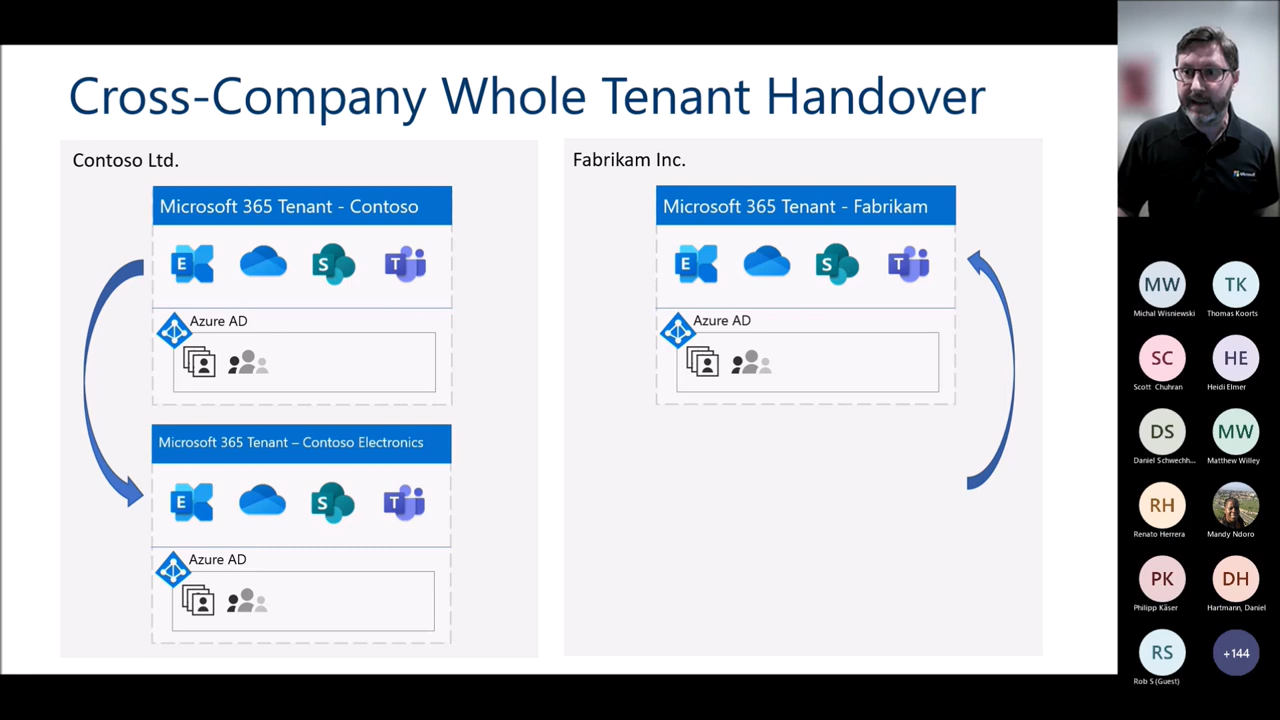 Cross-Company Whole Tenant Handover
Contoso Ltd.
Microsoft 365 Tenant - Contoso
E
S
T
Azure AD
Microsoft 365 Tenant – Contoso Electronics
E
S
T
Azure AD
Fabrikam Inc.
Microsoft 365 Tenant - Fabrikam
E
S
T
Azure AD
Microsoft
MW
TK
Michal Wisniewski
Thomas Koorts
SC
HE
Scott Chuhran
Heidi Elmer
DS
MW
Daniel Schwechh...
Matthew Willey
RH
Renato Herrera
Mandy Ndoro
PK
DH
Philipp Käser
Hartmann, Daniel
RS
+144
Rob S (Guest)